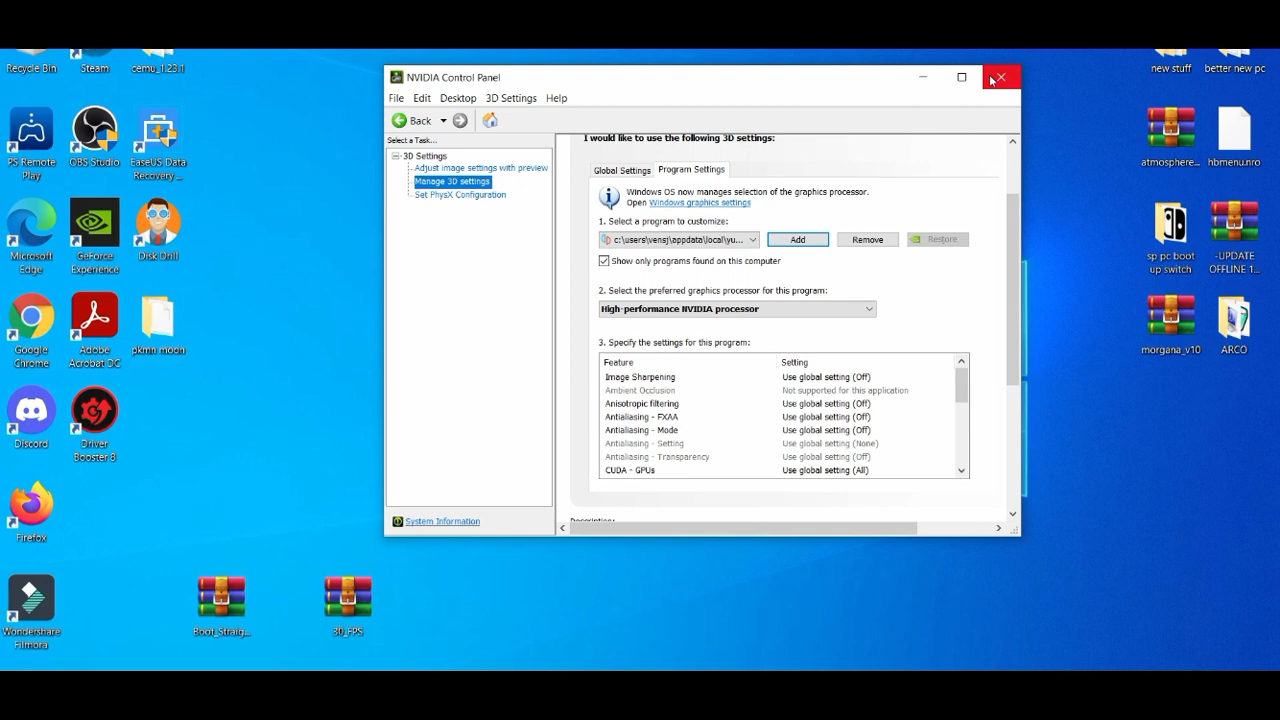 Recycle Bin
Steam
cemu_1.23.f1
PS Remote
Play
OBS Studio
EaseUS Data
Recovery ...
Microsoft
Edge
GeForce
Experience
Disk Drill
Google
Chrome
Adobe
Acrobat DC
pkmn moon
Discord
Driver
Booster 8
Firefox
Wondershare
Filmora
Boot_Straig...
30_FPS
NVIDIA Control Panel
File Edit Desktop 3D Settings Help
Back
Select a Task...
3D Settings
Adjust image settings with preview
Manage 3D settings
Set PhysX Configuration
System Information
I would like to use the following 3D settings:
Global Settings Program Settings
Windows OS now manages selection of the graphics processor.
Open Windows graphics settings
1. Select a program to customize:
c:\users\vensj\appdata\local\yu... Add Remove Restore
Show only programs found on this computer
2. Select the preferred graphics processor for this program:
High-performance NVIDIA processor
3. Specify the settings for this program:
Feature Setting
Image Sharpening Use global setting (Off)
Ambient Occlusion Not supported for this application
Anisotropic filtering Use global setting (Off)
Antialiasing - FXAA Use global setting (Off)
Antialiasing - Mode Use global setting (Off)
Antialiasing - Setting Use global setting (None)
Antialiasing - Transparency Use global setting (Off)
CUDA - GPUs Use global setting (All)
Description:
new stuff
better new pc
atmosphere...
hbmenu.nro
sp pc boot
up switch
-UPDATE
OFFLINE 1...
morgana_v10
ARCO